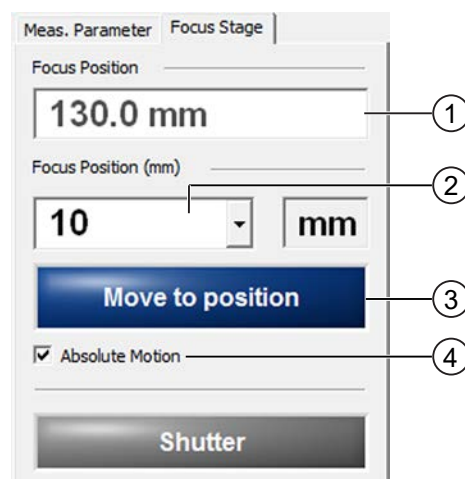 Meas. Parameter Focus Stage
Focus Position
130.0 mm
1
Focus Position (mm)
2
10 mm
Move to position
3
Absolute Motion
4
Shutter